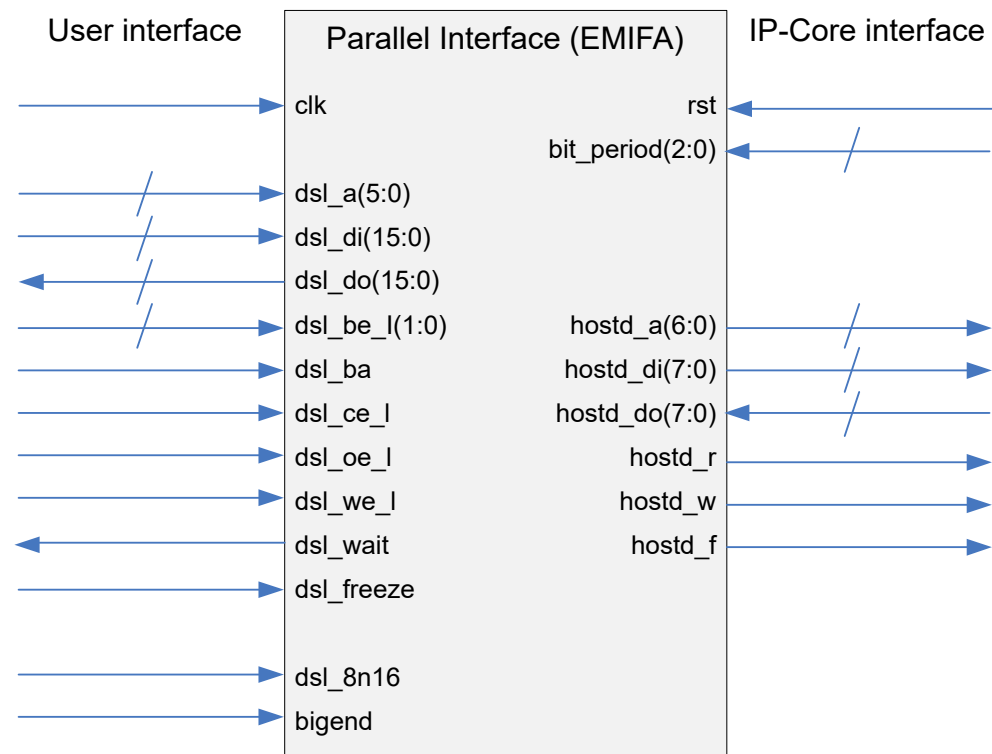 User interface
Parallel Interface (EMIFA)
IP-Core interface
clk
rst
bit_period(2:0)
dsl_a(5:0)
dsl_di(15:0)
dsl_do(15:0)
dsl_be_l(1:0)
hostd_a(6:0)
dsl_ba
hostd_di(7:0)
dsl_ce_l
hostd_do(7:0)
dsl_oe_l
hostd_r
dsl_we_l
hostd_w
dsl_wait
hostd_f
dsl_freeze
dsl_8n16
bigend